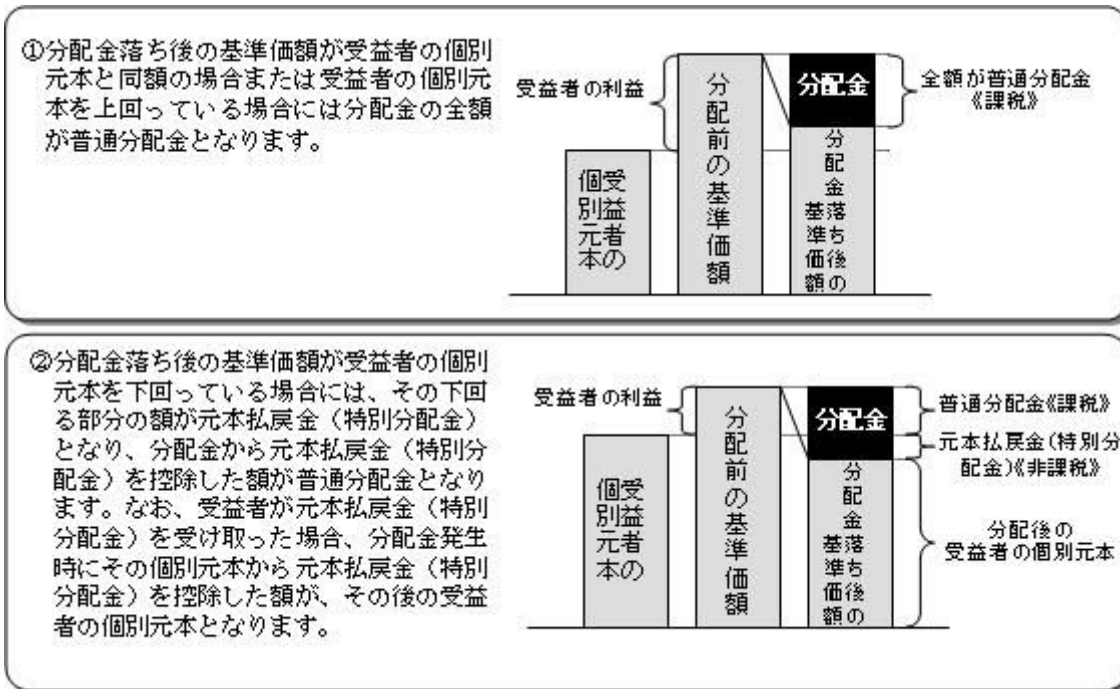 ①分配金落ち後の基準価額が受益者の個別
元本と同額の場合または受益者の個別元
本を上回っている場合には分配金の全額
が普通分配金となります。
受益者の利益
受益者の
個別元本
分配前の基準価額
分配金
分配金落ち後の
基準価額
全額が普通分配金
《課税》
②分配金落ち後の基準価額が受益者の個別
元本を下回っている場合には、その下回
る部分の額が元本払戻金（特別分配金）
となり、分配金から元本払戻金（特別分
配金）を控除した額が普通分配金となり
ます。なお、受益者が元本払戻金（特別
分配金）を受け取った場合、分配金発生
時にその個別元本から元本払戻金（特別
分配金）を控除した額が、その後の受益
者の個別元本となります。
受益者の利益
受益者の
個別元本
分配前の基準価額
分配金
分配金落ち後の
基準価額
普通分配金《課税》
元本払戻金(特別分
配金)《非課税》
分配後の
受益者の個別元本